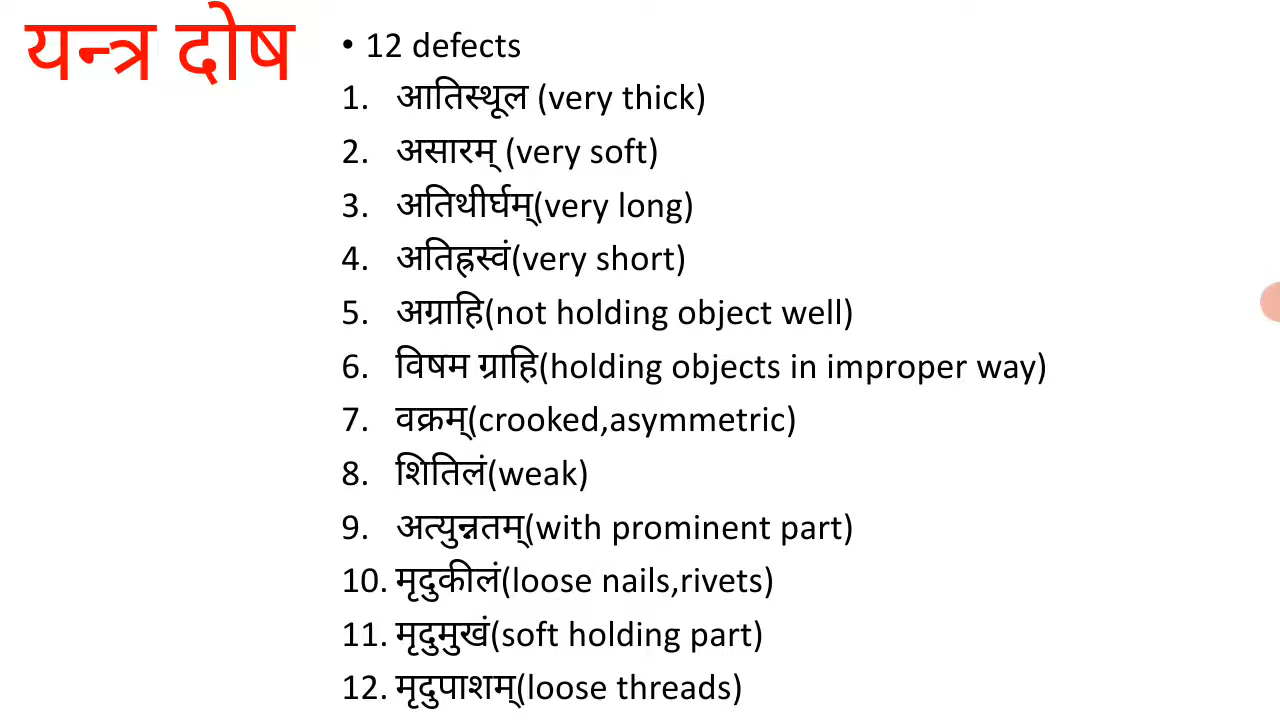 यन्त्र दोष
• 12 defects
1. आतिस्थूल (very thick)
2. असारम् (very soft)
3. अतिथीर्घम्(very long)
4. अतिह्रस्वं(very short)
5. अग्राहि(not holding object well)
6. विषम ग्राहि(holding objects in improper way)
7. वक्रम्(crooked,asymmetric)
8. शितिलं(weak)
9. अत्युन्नतम्(with prominent part)
10. मृदुकीलं(loose nails,rivets)
11. मृदुमुखं(soft holding part)
12. मृदुपाशम्(loose threads)